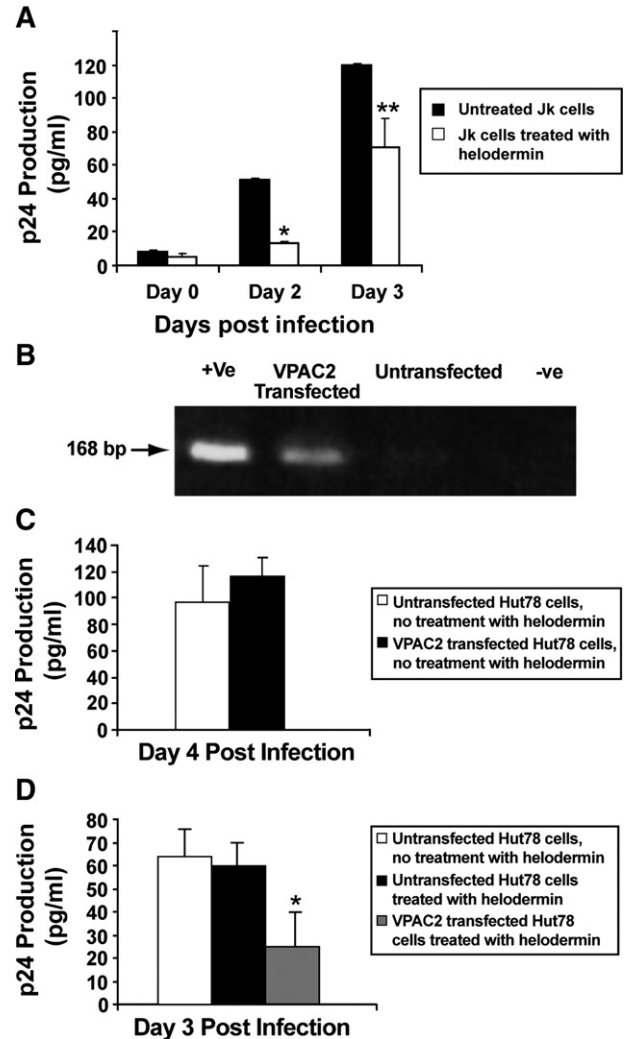 A
p24 Production
(pg/ml)
120
100
80
60
40
20
0
*
**
Day 0
Day 2
Day 3
Days post infection
Untreated Jk cells
Jk cells treated with
helodermin
B
+Ve
VPAC2
Transfected
Untransfected
-ve
168 bp
C
p24 Production
(pg/ml)
140
120
100
80
60
40
20
0
Day 4 Post Infection
Untransfected Hut78 cells,
no treatment with helodermin
VPAC2 transfected Hut78 cells,
no treatment with helodermin
D
p24 Production
(pg/ml)
80
70
60
50
40
30
20
10
0
*
Day 3 Post Infection
Untransfected Hut78 cells,
no treatment with helodermin
Untransfected Hut78 cells
treated with helodermin
VPAC2 transfected Hut78
cells treated with helodermin